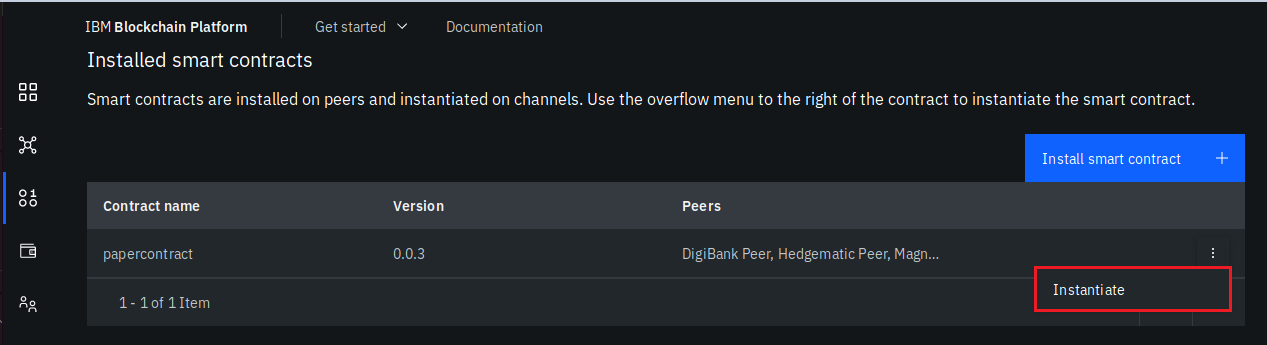 IBM Blockchain Platform Get started Documentation
Installed smart contracts
Smart contracts are installed on peers and instantiated on channels. Use the overflow menu to the right of the contract to instantiate the smart contract.
Install smart contract +
Contract name Version Peers
papercontract 0.0.3 DigiBank Peer, Hedgematic Peer, Magn...
Instantiate
1 - 1 of 1 Item